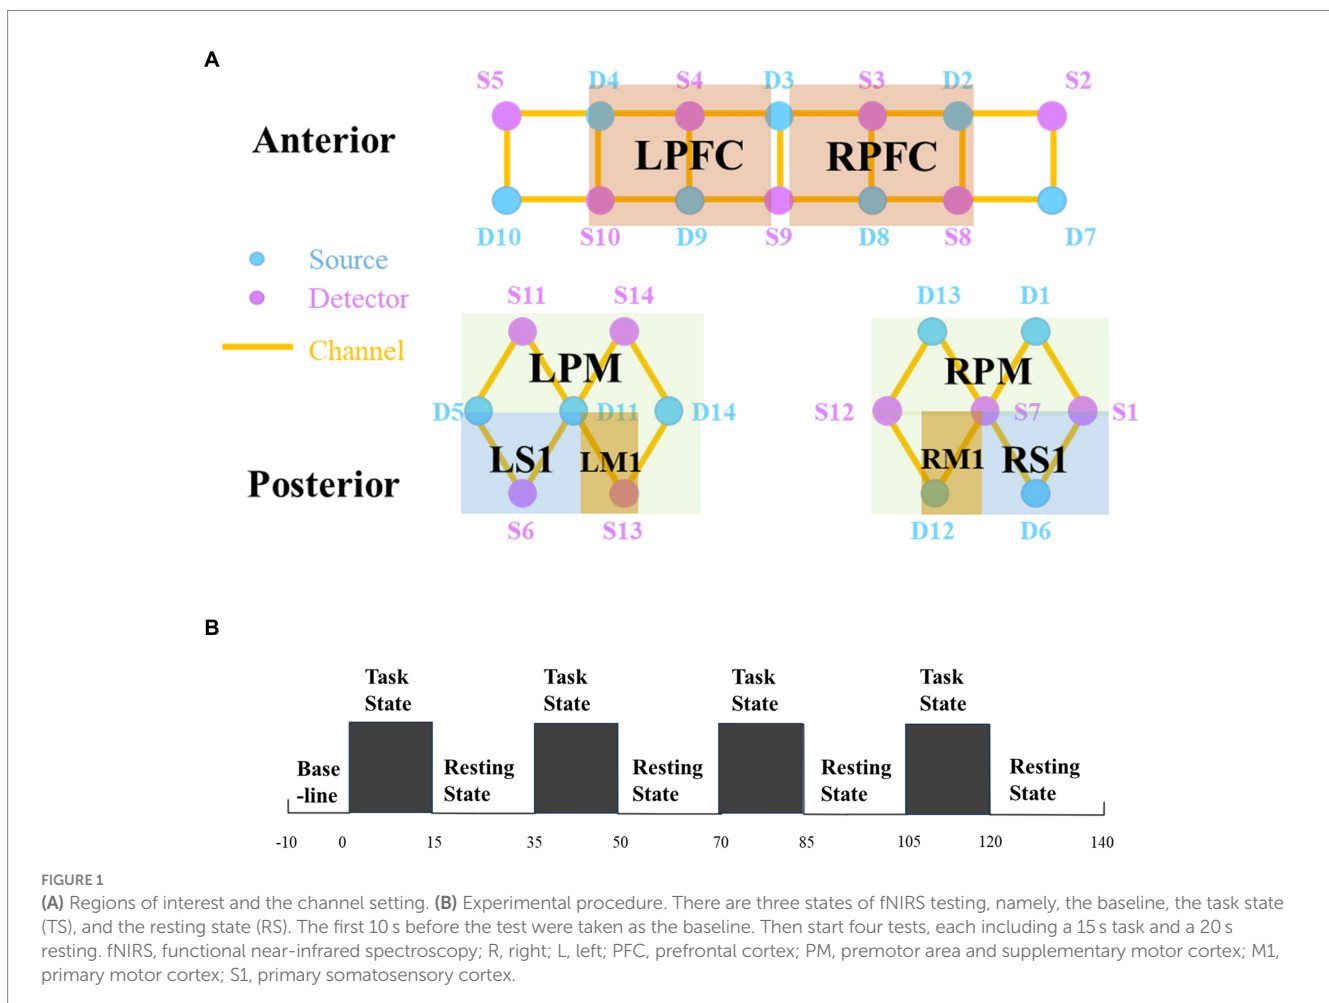 A
S5 D4 S4 D3 S3 D2 S2
Anterior
LPFC RPFC
D10 S10 D9 S9 D8 S8 D7
Source
Detector
Channel
S11 S14 D13 D1
LPM RPM
D5 D11 D14 S12 S7 S1
LS1 LM1 RM1 RS1
Posterior
S6 S13 D12 D6
B
Task Task Task Task
State State State State
Base Resting Resting Resting Resting
-line State State State State
-10 0 15 35 50 70 85 105 120 140
FIGURE 1
(A) Regions of interest and the channel setting. (B) Experimental procedure. There are three states of fNIRS testing, namely, the baseline, the task state
(TS), and the resting state (RS). The first 10 s before the test were taken as the baseline. Then start four tests, each including a 15 s task and a 20 s
resting. fNIRS, functional near-infrared spectroscopy; R, right; L, left; PFC, prefrontal cortex; PM, premotor area and supplementary motor cortex; M1,
primary motor cortex; S1, primary somatosensory cortex.